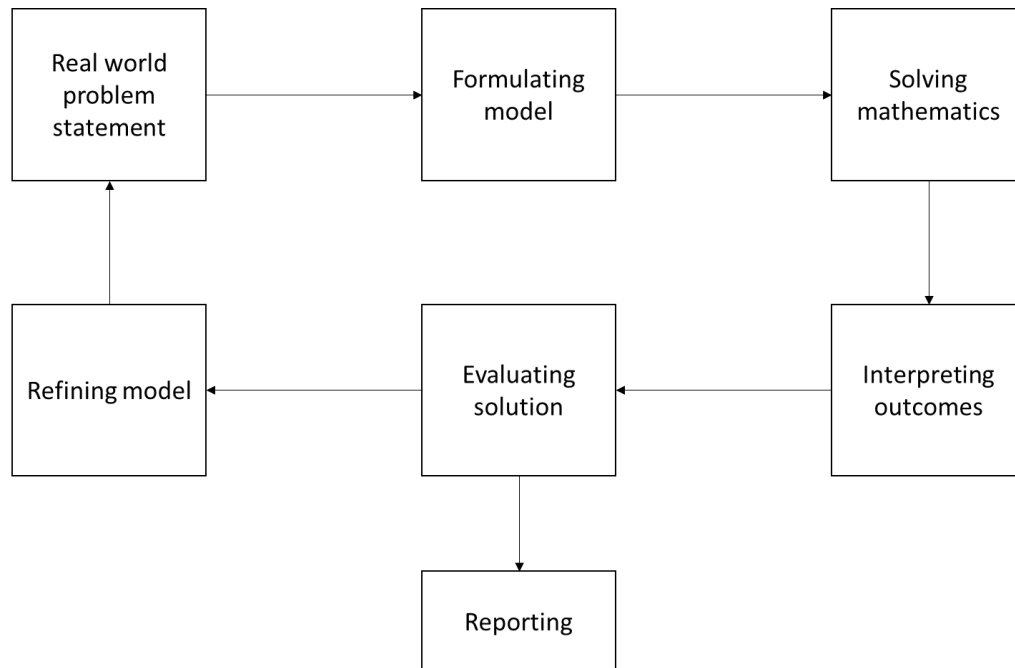 Real world
problem
statement
Formulating
model
Solving
mathematics
Refining model
Evaluating
solution
Interpreting
outcomes
Reporting